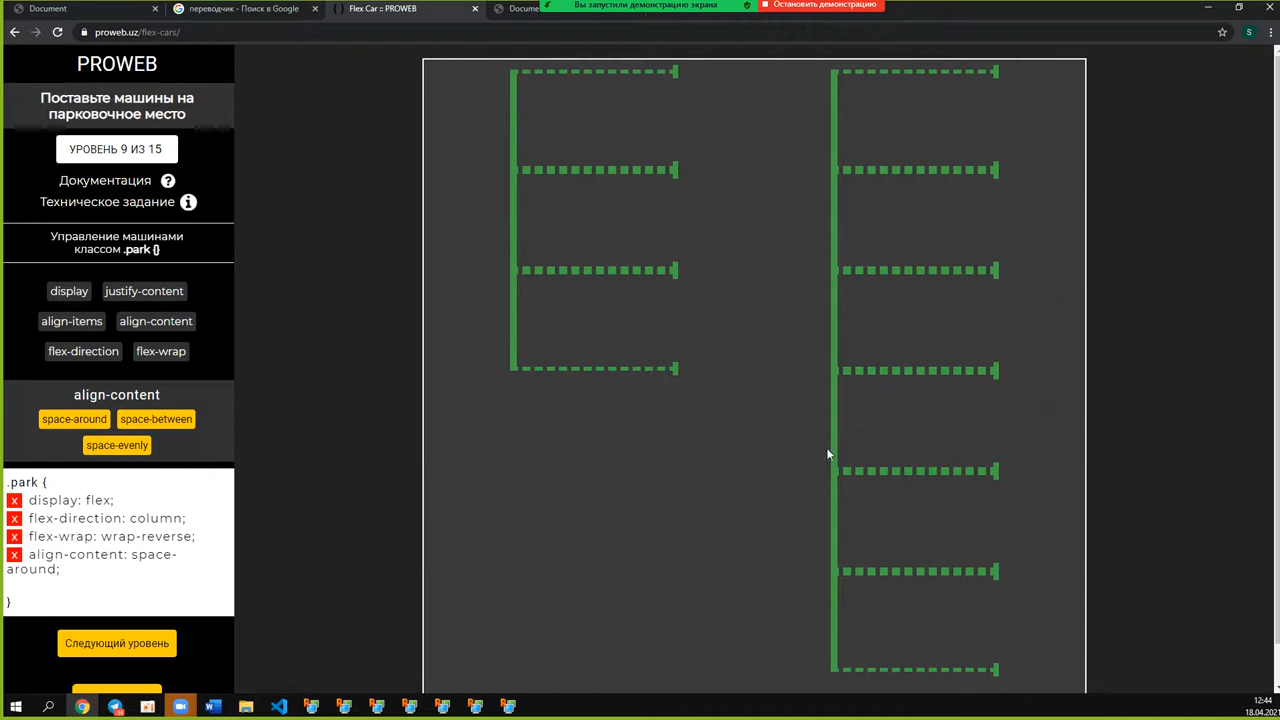 Document
переводчик - Поиск в Google
Flex Car :: PROWEB
Docume
Вы запустили демонстрацию экрана
Остановить демонстрацию
proweb.uz/flex-cars/
PROWEB
Поставьте машины на
парковочное место
УРОВЕНЬ 9 ИЗ 15
Документация ?
Техническое задание i
Управление машинами
классом .park {}
display justify-content
align-items align-content
flex-direction flex-wrap
align-content
space-around space-between
space-evenly
.park {
x display: flex;
x flex-direction: column;
x flex-wrap: wrap-reverse;
x align-content: space-
around;
}
Следующий уровень
12:44
18.04.2021